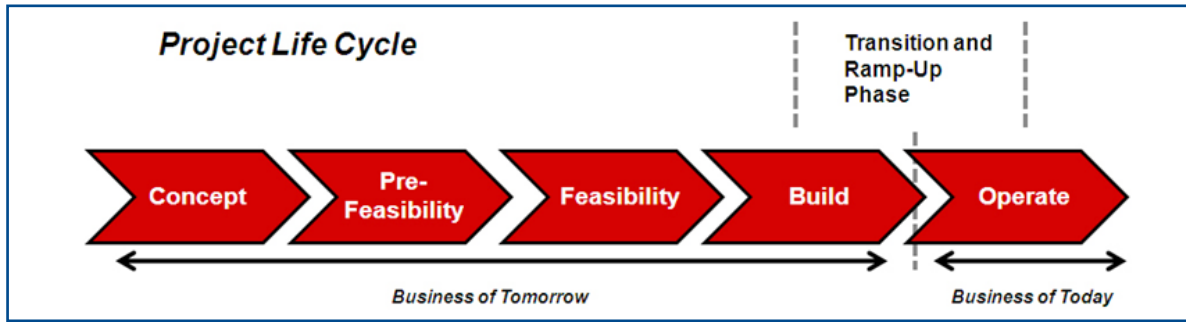 Project Life Cycle
Transition and
Ramp-Up
Phase
Concept
Pre-
Feasibility
Feasibility
Build
Operate
Business of Tomorrow
Business of Today